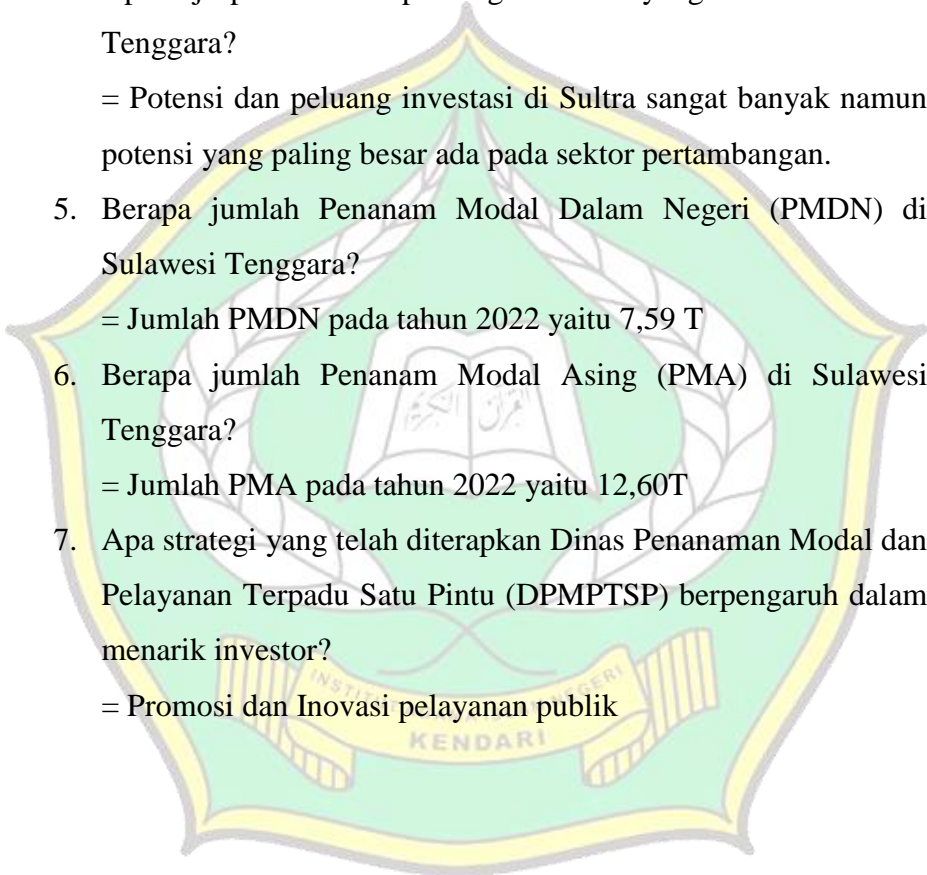 Tenggara?
= Potensi dan peluang investasi di Sultra sangat banyak namun
potensi yang paling besar ada pada sektor pertambangan.
5. Berapa jumlah Penanam Modal Dalam Negeri (PMDN) di
Sulawesi Tenggara?
= Jumlah PMDN pada tahun 2022 yaitu 7,59 T
6. Berapa jumlah Penanam Modal Asing (PMA) di Sulawesi
Tenggara?
= Jumlah PMA pada tahun 2022 yaitu 12,60T
7. Apa strategi yang telah diterapkan Dinas Penanaman Modal dan
Pelayanan Terpadu Satu Pintu (DPMPTSP) berpengaruh dalam
menarik investor?
= Promosi dan Inovasi pelayanan publik
KENDARI